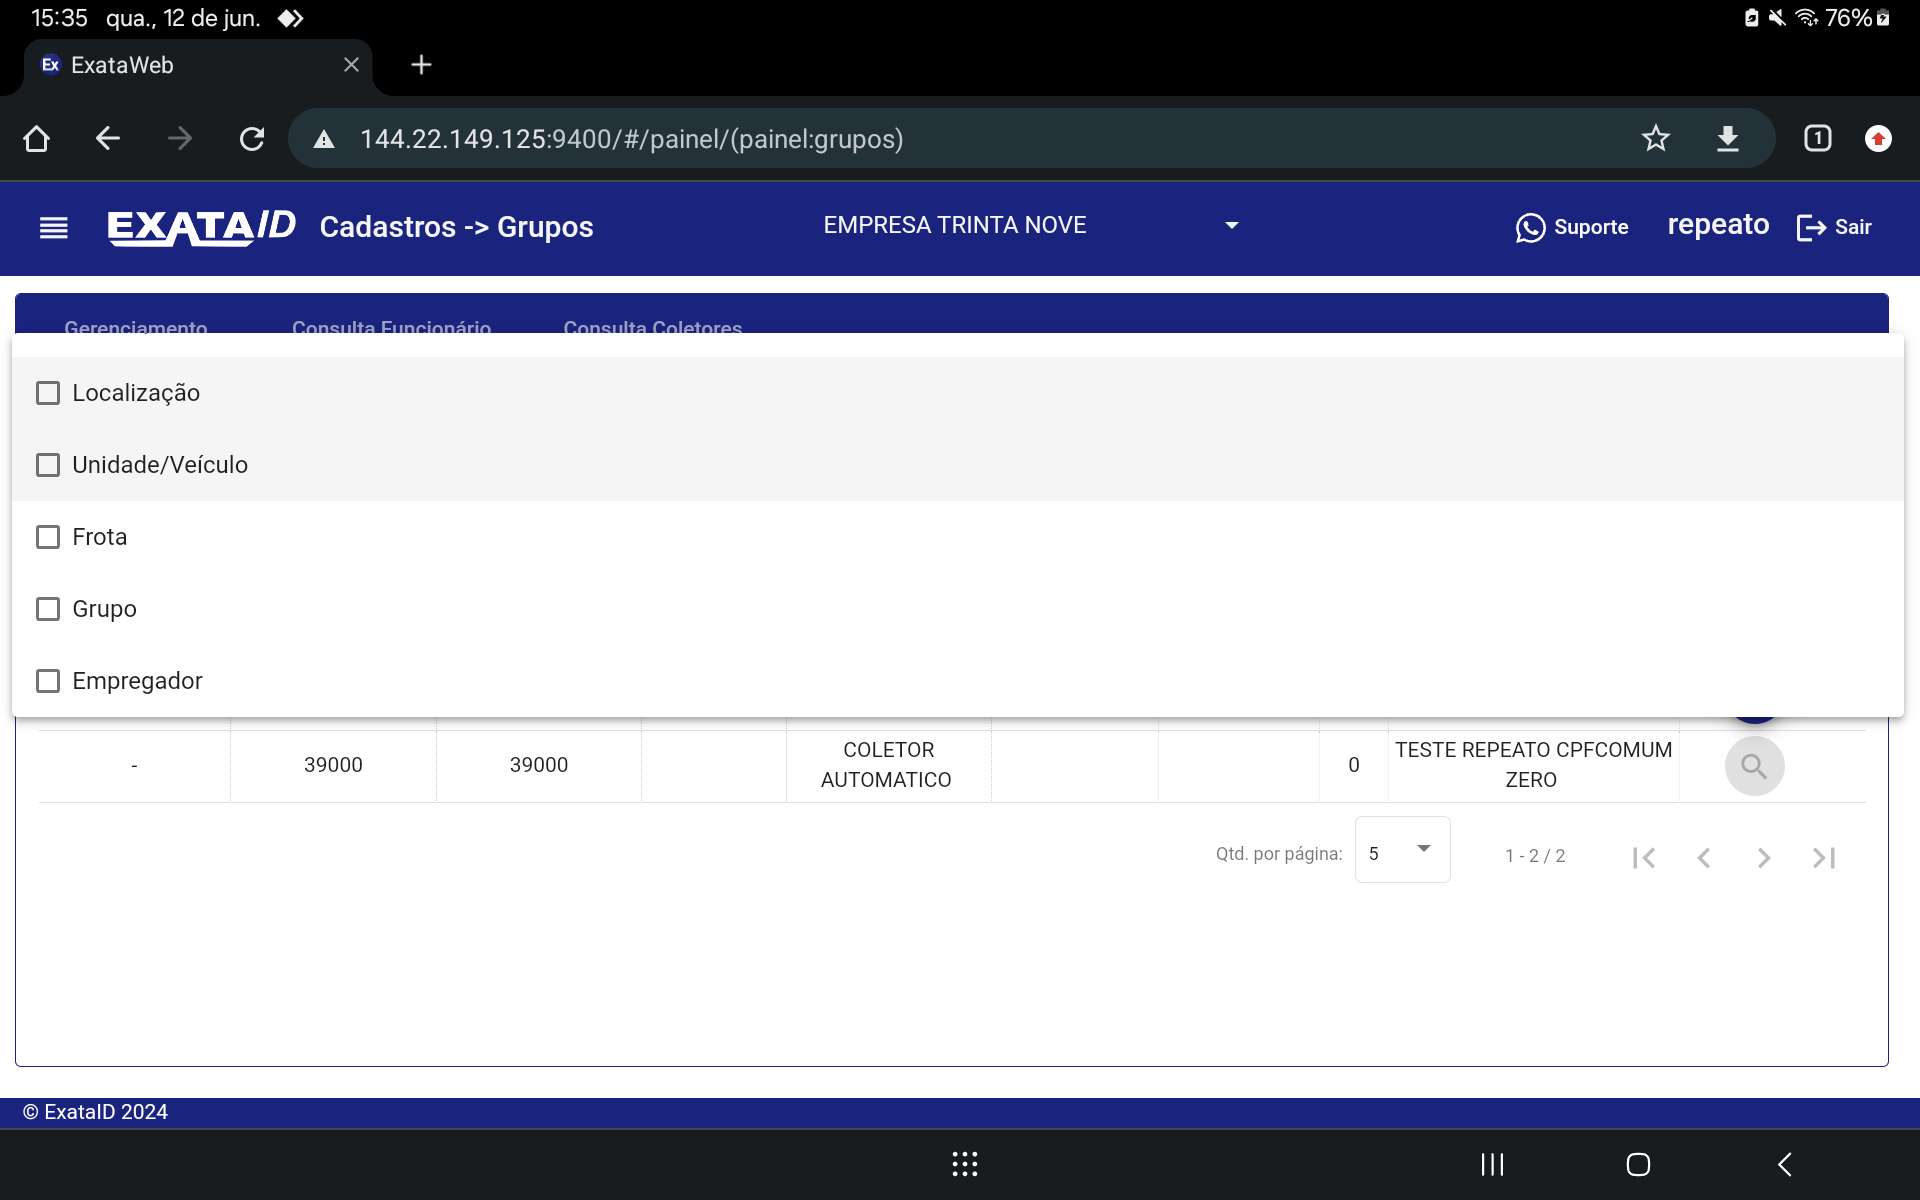 15:35 qua., 12 de jun. 76%
Ex ExataWeb
144.22.149.125:9400/#/painel/(painel:grupos) 1
EXATAID Cadastros -> Grupos EMPRESA TRINTA NOVE Suporte repeato Sair
Gerenciamento Consulta Funcionário Consulta Coletores
Localização
Unidade/Veículo
Frota
Grupo
Empregador
- 39000 39000 COLETOR AUTOMATICO 0 TESTE REPEATO CPFCOMUM ZERO
Qtd. por página: 5 1 - 2 / 2
© ExataID 2024